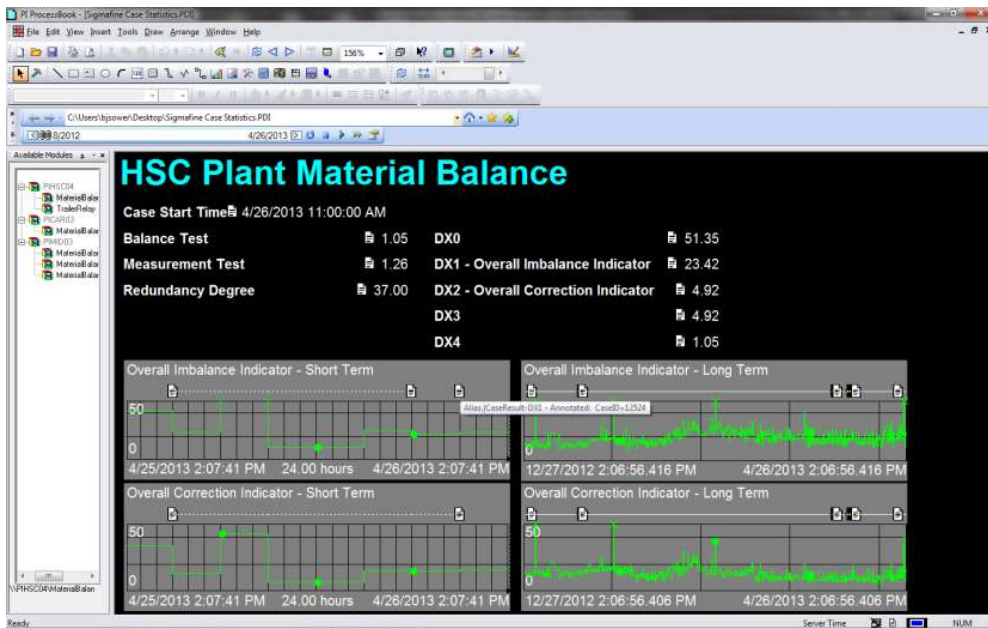 PI ProcessBook - [Sigmafine Case Statistics.PDI]
File Edit View Insert Tools Draw Arrange Window Help
156%
C:\Users\bjsower\Desktop\Sigmafine Case Statistics.PDI
8/2012 4/26/2013
Available Modules
PIHSC04
MaterialBalan
TrailerRelay
PICAR03
MaterialBalan
PIMID03
MaterialBalan
MaterialBalan
MaterialBalan
\\PIHSC04\MaterialBalan
HSC Plant Material Balance
Case Start Time 4/26/2013 11:00:00 AM
Balance Test 1.05 DX0 51.35
Measurement Test 1.26 DX1 - Overall Imbalance Indicator 23.42
Redundancy Degree 37.00 DX2 - Overall Correction Indicator 4.92
DX3 4.92
DX4 1.05
Overall Imbalance Indicator - Short Term
50
0
4/25/2013 2:07:41 PM 24.00 hours 4/26/2013 2:07:41 PM
Overall Imbalance Indicator - Long Term
Alias.|CaseResult-DX1 - Annotated: CaseID=12524
50
0
12/27/2012 2:06:56.416 PM 4/26/2013 2:06:56.416 PM
Overall Correction Indicator - Short Term
50
0
4/25/2013 2:07:41 PM 24.00 hours 4/26/2013 2:07:41 PM
Overall Correction Indicator - Long Term
50
0
12/27/2012 2:06:56.406 PM 4/26/2013 2:06:56.406 PM
Ready Server Time NUM